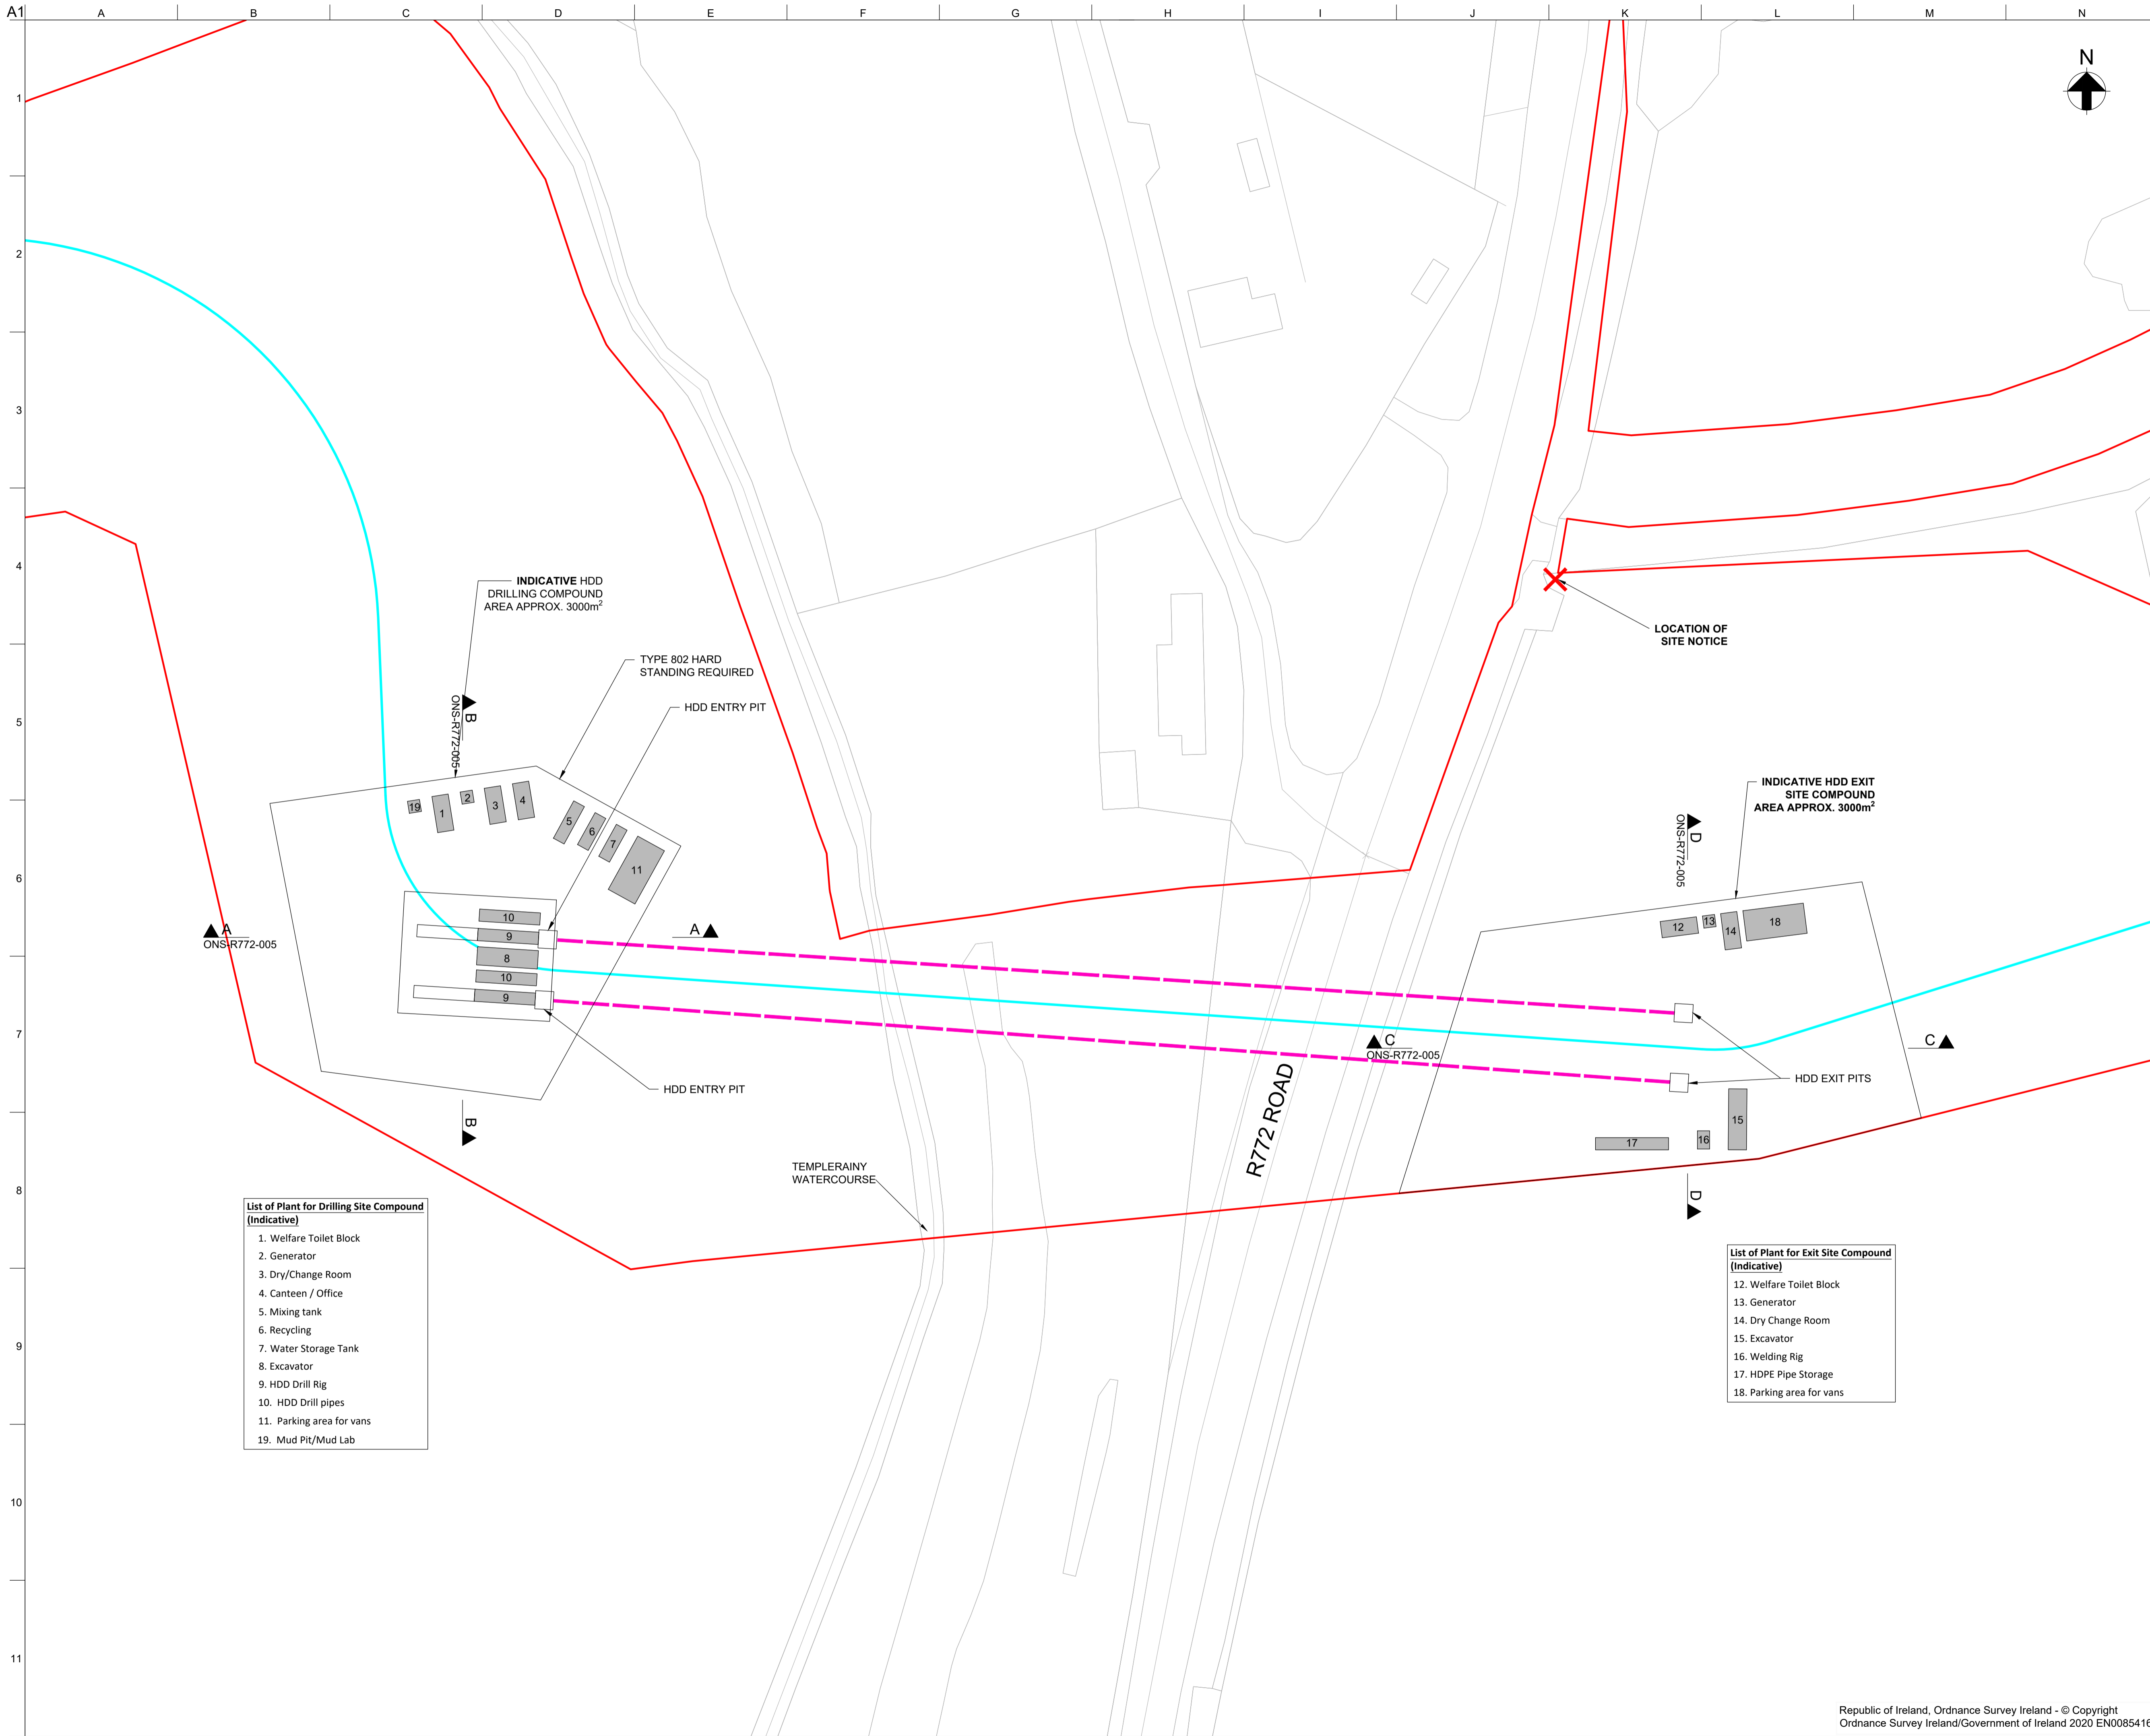 A1
A B C D E F G H I J K L M N
N
1
2
3
4
5
6
7
8
9
10
11
INDICATIVE HDD
DRILLING COMPOUND
AREA APPROX. 3000m²
TYPE 802 HARD
STANDING REQUIRED
HDD ENTRY PIT
LOCATION OF
SITE NOTICE
B
ONS-R772-005
INDICATIVE HDD EXIT
SITE COMPOUND
AREA APPROX. 3000m²
D
ONS-R772-005
19
1
2
3
4
5
6
7
11
10
9
8
10
9
A
ONS-R772-005
A
12
13
14
18
C
ONS-R772-005
C
HDD EXIT PITS
HDD ENTRY PIT
R772 ROAD
B
15
16
17
TEMPLERAINY
WATERCOURSE
D
List of Plant for Drilling Site Compound
(Indicative)
1. Welfare Toilet Block
2. Generator
3. Dry/Change Room
4. Canteen / Office
5. Mixing tank
6. Recycling
7. Water Storage Tank
8. Excavator
9. HDD Drill Rig
10. HDD Drill pipes
11. Parking area for vans
19. Mud Pit/Mud Lab
List of Plant for Exit Site Compound
(Indicative)
12. Welfare Toilet Block
13. Generator
14. Dry Change Room
15. Excavator
16. Welding Rig
17. HDPE Pipe Storage
18. Parking area for vans
Republic of Ireland, Ordnance Survey Ireland - © Copyright
Ordnance Survey Ireland/Government of Ireland 2020 EN0085416